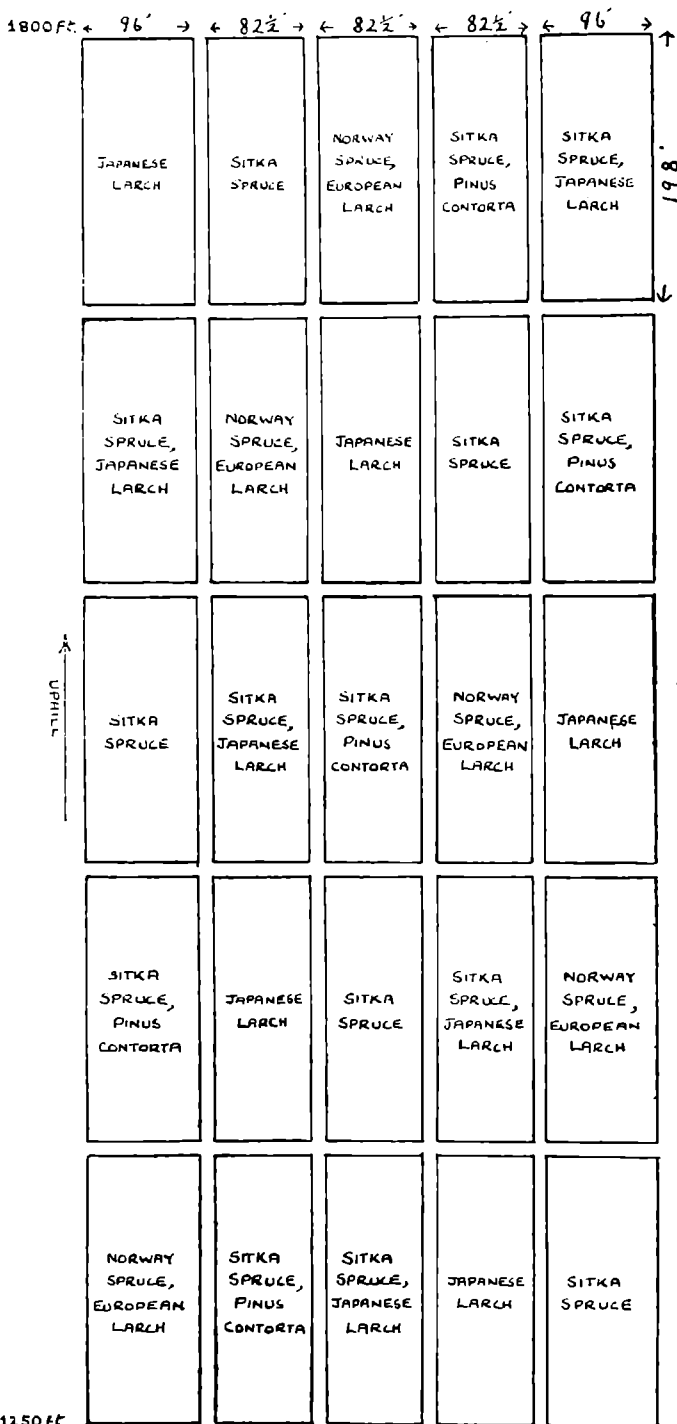 1800 ft. 96' 82½' 82½' 82½' 96'
198'
JAPANESE
LARCH
SITKA
SPRUCE
NORWAY
SPRUCE,
EUROPEAN
LARCH
SITKA
SPRUCE,
PINUS
CONTORTA
SITKA
SPRUCE,
JAPANESE
LARCH
SITKA
SPRUCE,
JAPANESE
LARCH
NORWAY
SPRUCE,
EUROPEAN
LARCH
JAPANESE
LARCH
SITKA
SPRUCE
SITKA
SPRUCE,
PINUS
CONTORTA
UPHILL
SITKA
SPRUCE
SITKA
SPRUCE,
JAPANESE
LARCH
SITKA
SPRUCE,
PINUS
CONTORTA
NORWAY
SPRUCE,
EUROPEAN
LARCH
JAPANESE
LARCH
SITKA
SPRUCE,
PINUS
CONTORTA
JAPANESE
LARCH
SITKA
SPRUCE
SITKA
SPRUCE,
JAPANESE
LARCH
NORWAY
SPRUCE,
EUROPEAN
LARCH
NORWAY
SPRUCE,
EUROPEAN
LARCH
SITKA
SPRUCE,
PINUS
CONTORTA
SITKA
SPRUCE,
JAPANESE
LARCH
JAPANESE
LARCH
SITKA
SPRUCE
1250 ft.